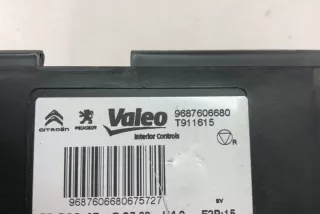 CITROËN PEUGEOT Valeo 9687606680
T911615
Interior Controls
R
9687606680675727
5V